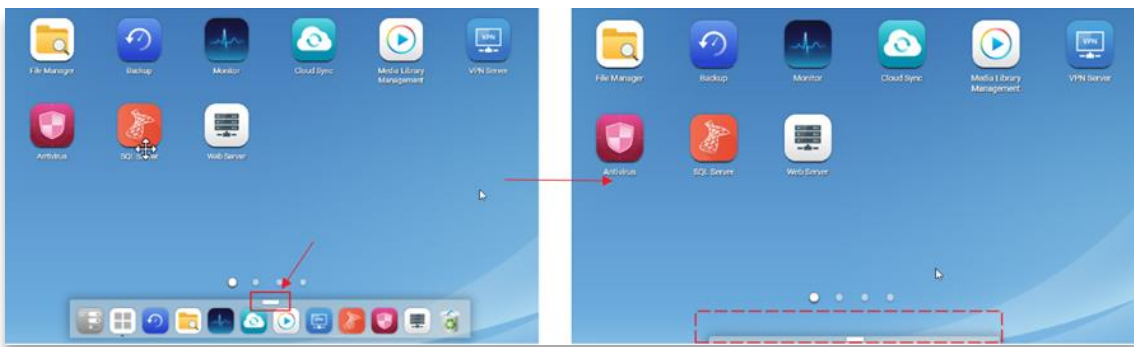 File Manager
Backup
Monitor
Cloud Sync
Media Library
Management
VPN Server
Antivirus
SQL Server
Web Server
File Manager
Backup
Monitor
Cloud Sync
Media Library
Management
VPN Server
Antivirus
SQL Server
Web Server